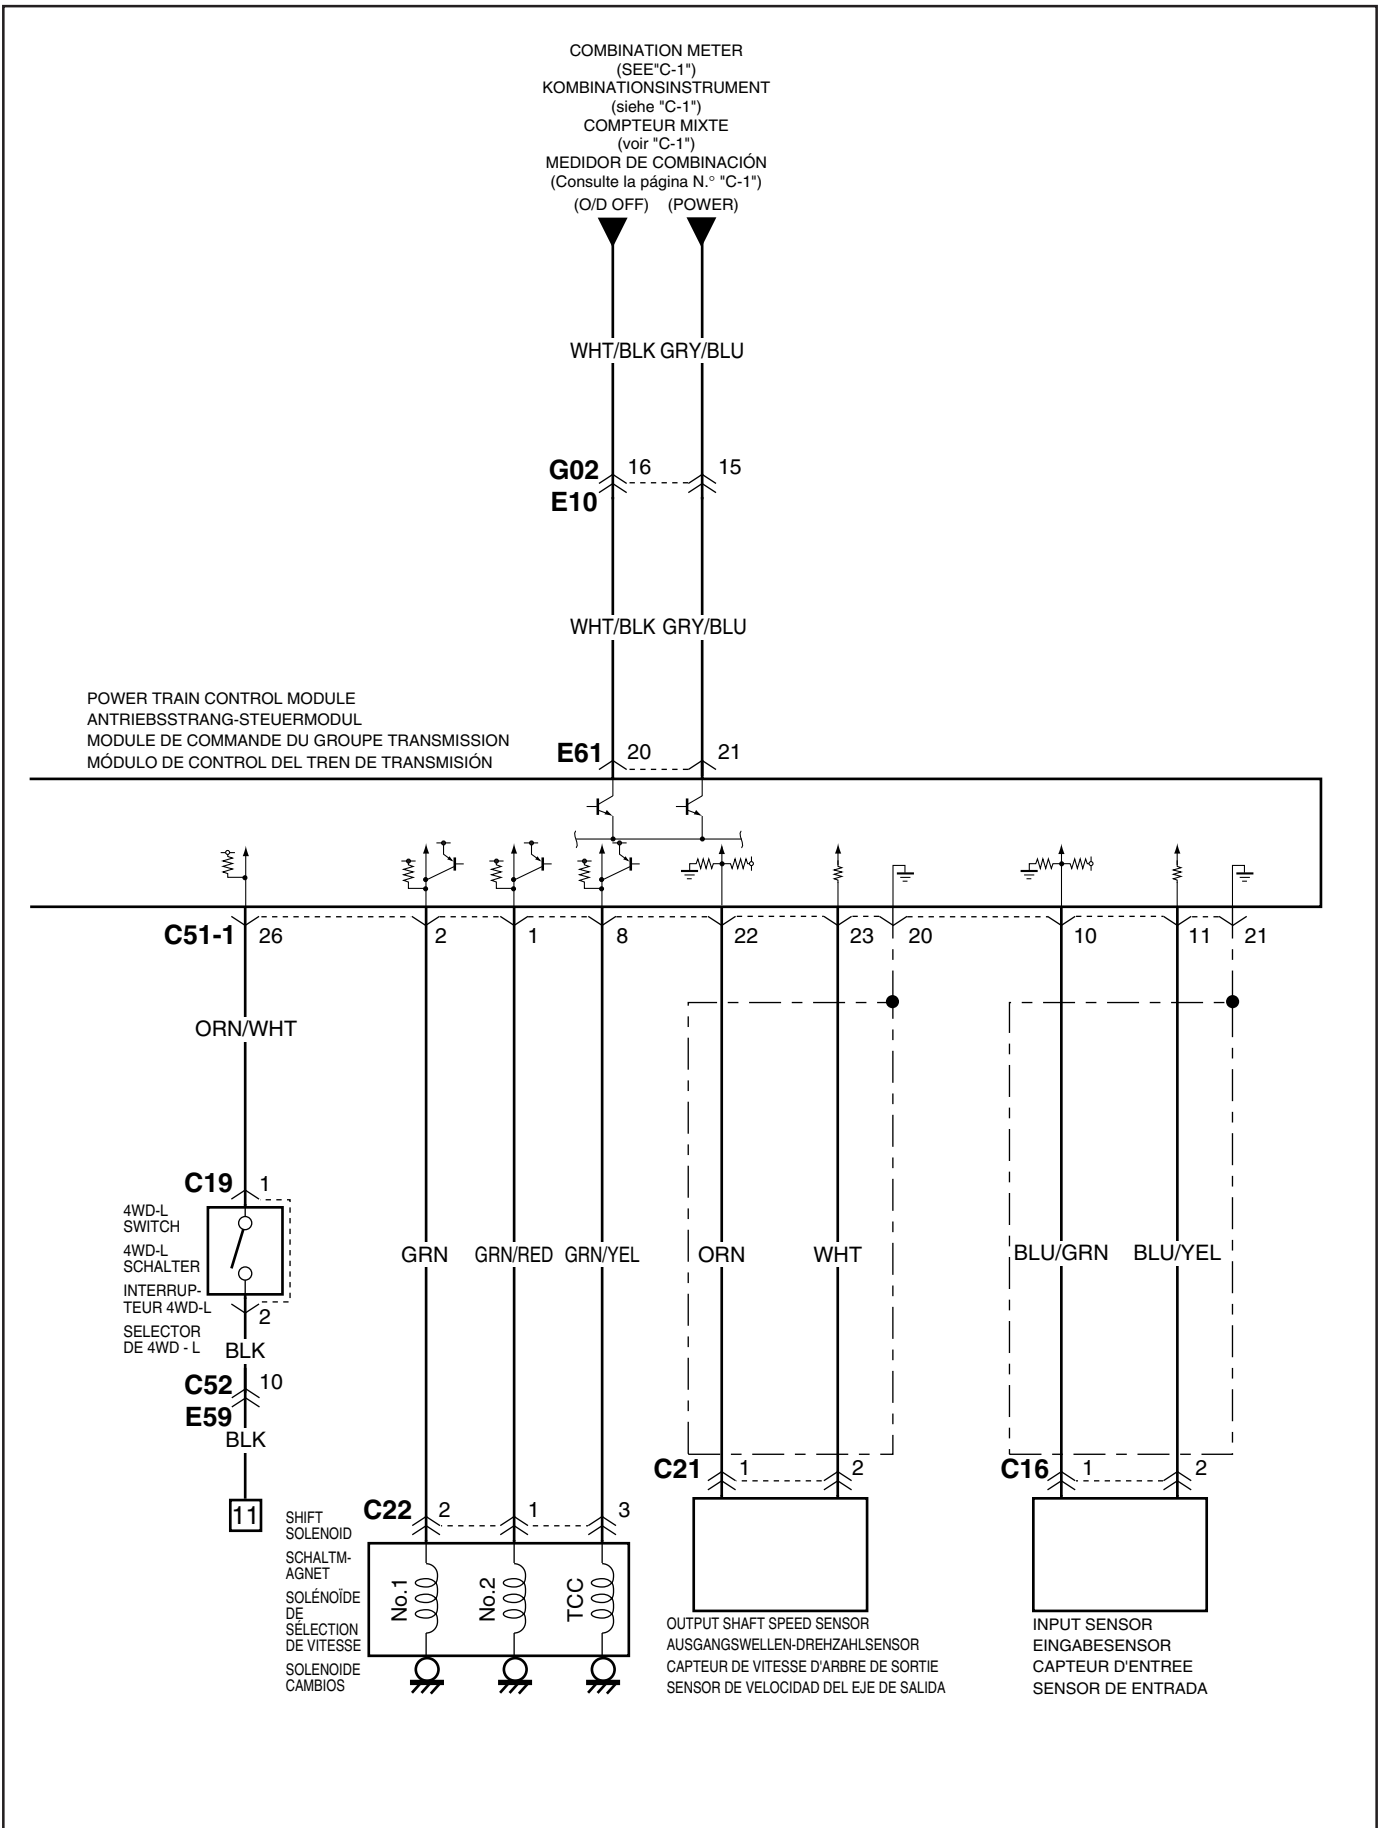 COMBINATION METER
(SEE"C-1")
KOMBINATIONSINSTRUMENT
(siehe "C-1")
COMPTEUR MIXTE
(voir "C-1")
MEDIDOR DE COMBINACIÓN
(Consulte la página N.° "C-1")
(O/D OFF) (POWER)
WHT/BLK GRY/BLU
G02 16 15
E10
WHT/BLK GRY/BLU
POWER TRAIN CONTROL MODULE
ANTRIEBSSTRANG-STEUERMODUL
MODULE DE COMMANDE DU GROUPE TRANSMISSION
MÓDULO DE CONTROL DEL TREN DE TRANSMISIÓN
E61 20 21
C51-1 26 2 1 8 22 23 20 10 11 21
ORN/WHT
C19 1
4WD-L
SWITCH
4WD-L
SCHALTER
INTERRUP-
TEUR 4WD-L
SELECTOR
DE 4WD - L
2
BLK
C52 10
E59
BLK
11
GRN GRN/RED GRN/YEL ORN WHT BLU/GRN BLU/YEL
C22 2 1 3
SHIFT
SOLENOID
SCHALTM-
AGNET
SOLÉNOÏDE
DE
SÉLECTION
DE VITESSE
SOLENOIDE
CAMBIOS
No.1 No.2 TCC
C21 1 2
OUTPUT SHAFT SPEED SENSOR
AUSGANGSWELLEN-DREHZAHLSENSOR
CAPTEUR DE VITESSE D'ARBRE DE SORTIE
SENSOR DE VELOCIDAD DEL EJE DE SALIDA
C16 1 2
INPUT SENSOR
EINGABESENSOR
CAPTEUR D'ENTREE
SENSOR DE ENTRADA